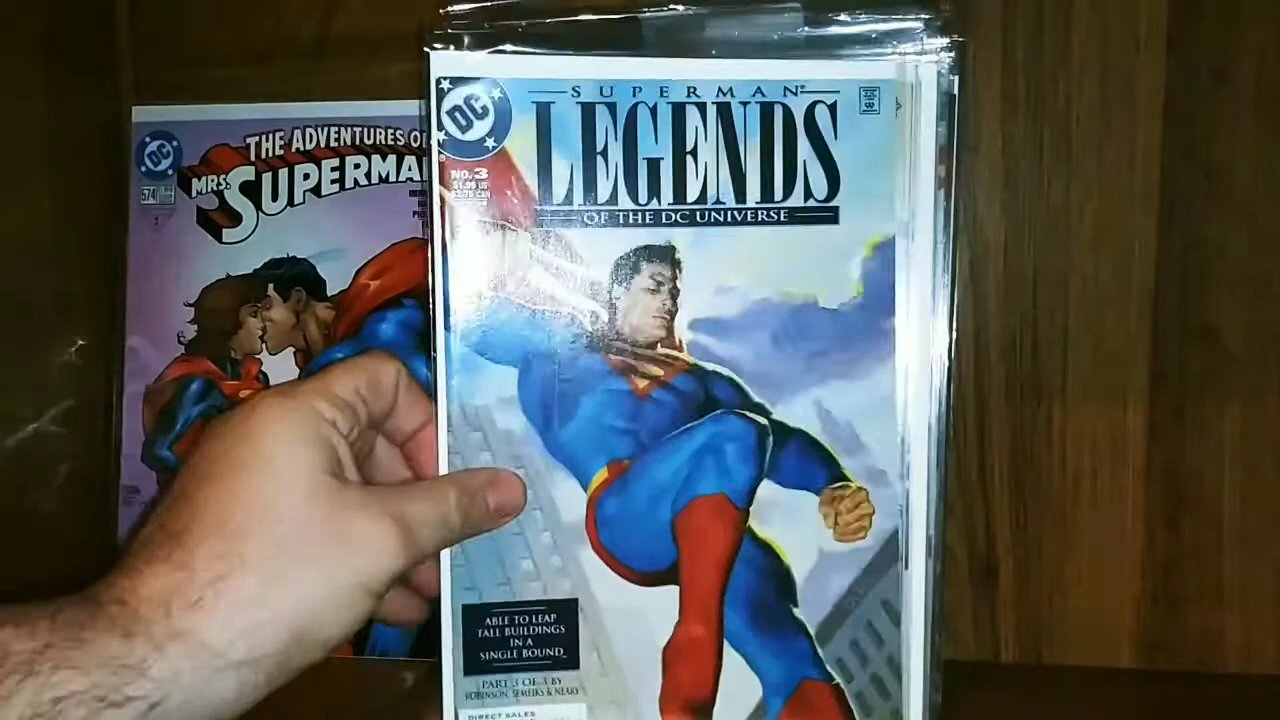 DC
THE ADVENTURES OF
MRS. SUPERMA
574
DC
SUPERMAN
LEGENDS
OF THE DC UNIVERSE
NO. 3
$1.95 US
$2.75 CAN
ABLE TO LEAP
TALL BUILDINGS
IN A
SINGLE BOUND
PART 3 OF 3 BY
ROBINSON, SEMEIKS & NEARY
DIRECT SALES